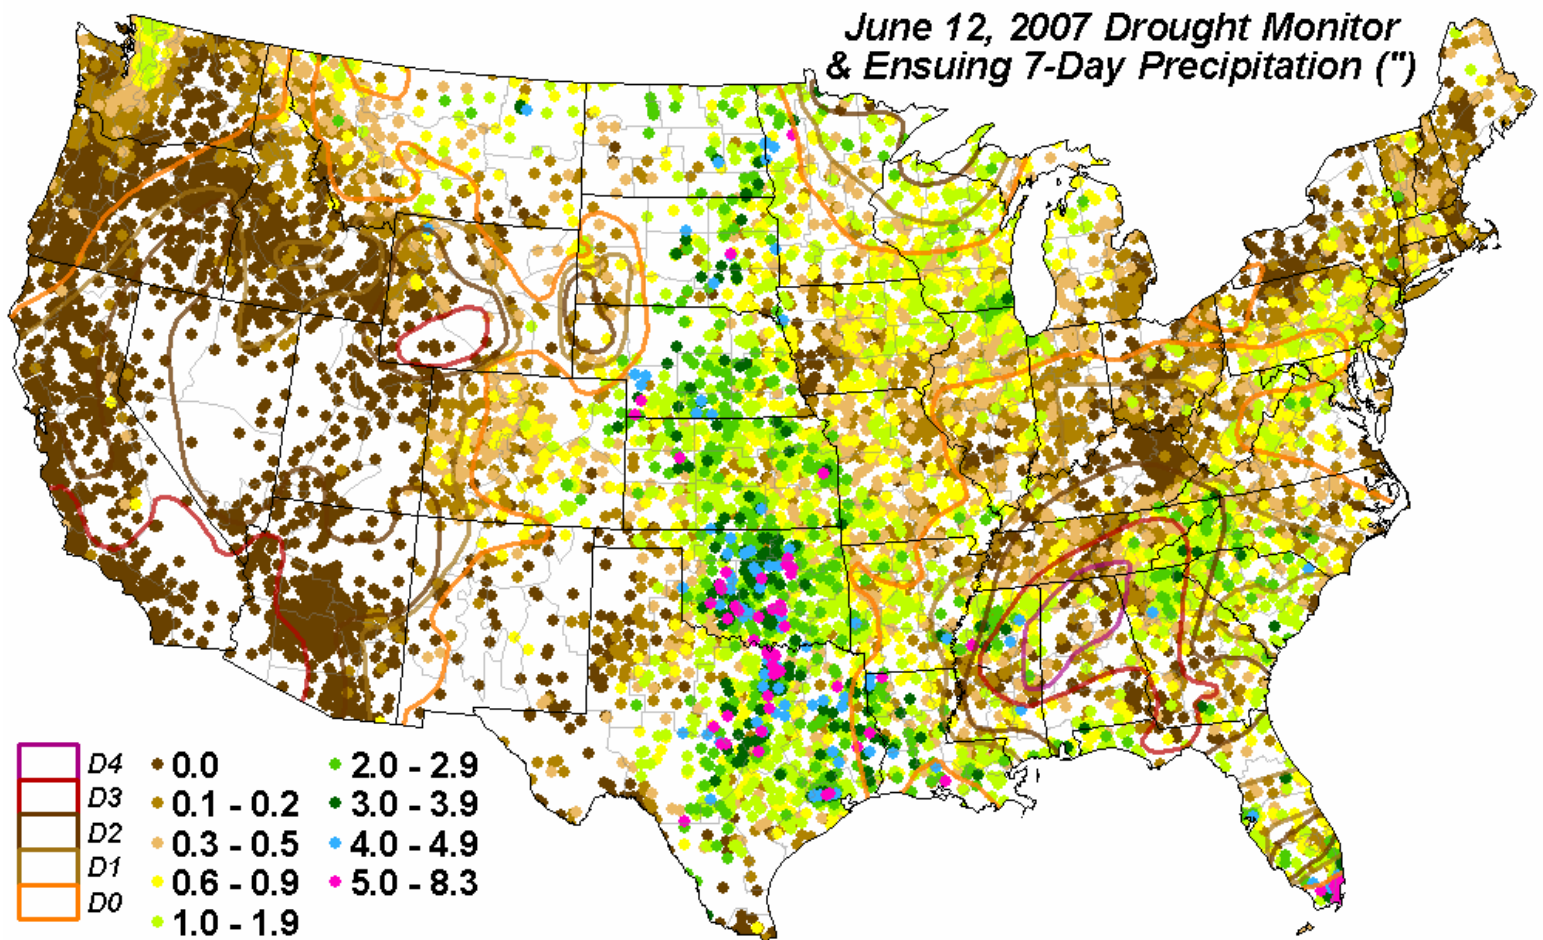 June 12, 2007 Drought Monitor
& Ensuing 7-Day Precipitation (")
D4
D3
D2
D1
D0
0.0
0.1 - 0.2
0.3 - 0.5
0.6 - 0.9
1.0 - 1.9
2.0 - 2.9
3.0 - 3.9
4.0 - 4.9
5.0 - 8.3